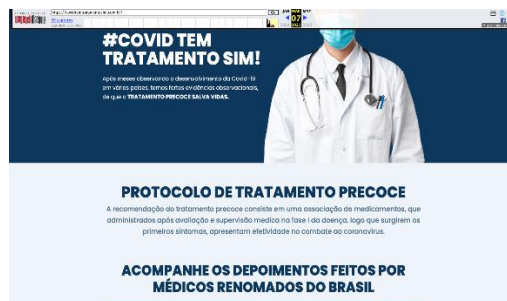 #COVID TEM
TRATAMENTO SIM!
Após meses observando o desenvolvimento da Covid-19
em vários países, temos fortes evidências observacionais,
de que o TRATAMENTO PRECOCE SALVA VIDAS.
PROTOCOLO DE TRATAMENTO PRECOCE
A recomendação do tratamento precoce consiste em uma associação de medicamentos, que
administrados após avaliação e supervisão medica na fase I da doença, logo que surgirem os
primeiros sintomas, apresentam efetividade no combate ao coronavírus.
ACOMPANHE OS DEPOIMENTOS FEITOS POR
MÉDICOS RENOMADOS DO BRASIL